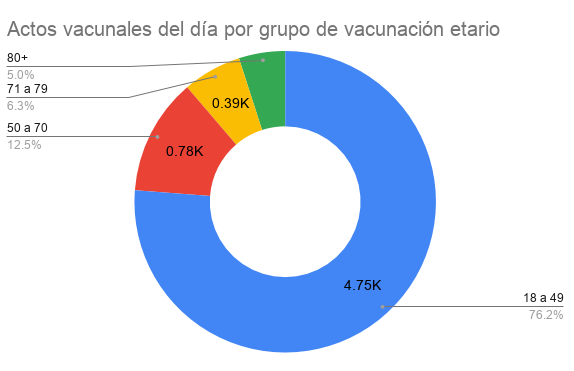 Actos vacunales del día por grupo de vacunación etario
80+
5.0%
71 a 79
6.3%
0.39K
50 a 70
12.5%
0.78K
4.75K
18 a 49
76.2%